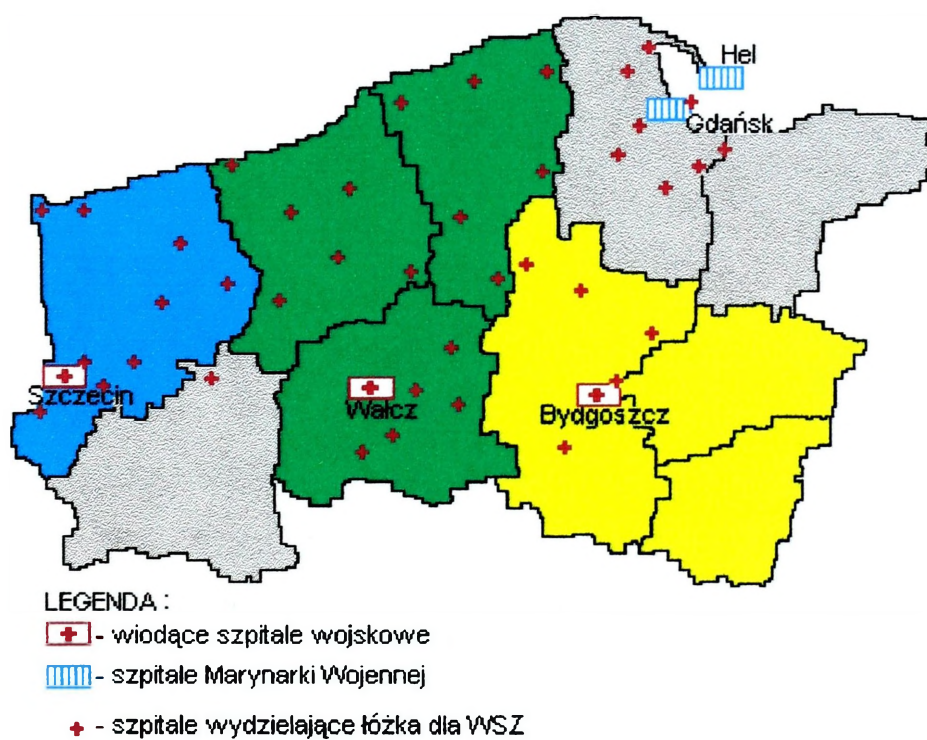 Hel
Gdańsk
Szczecin
Wałcz
Bydgoszcz
LEGENDA :
- wiodące szpitale wojskowe
- szpitale Marynarki Wojennej
- szpitale wydzielające łóżka dla WSZ